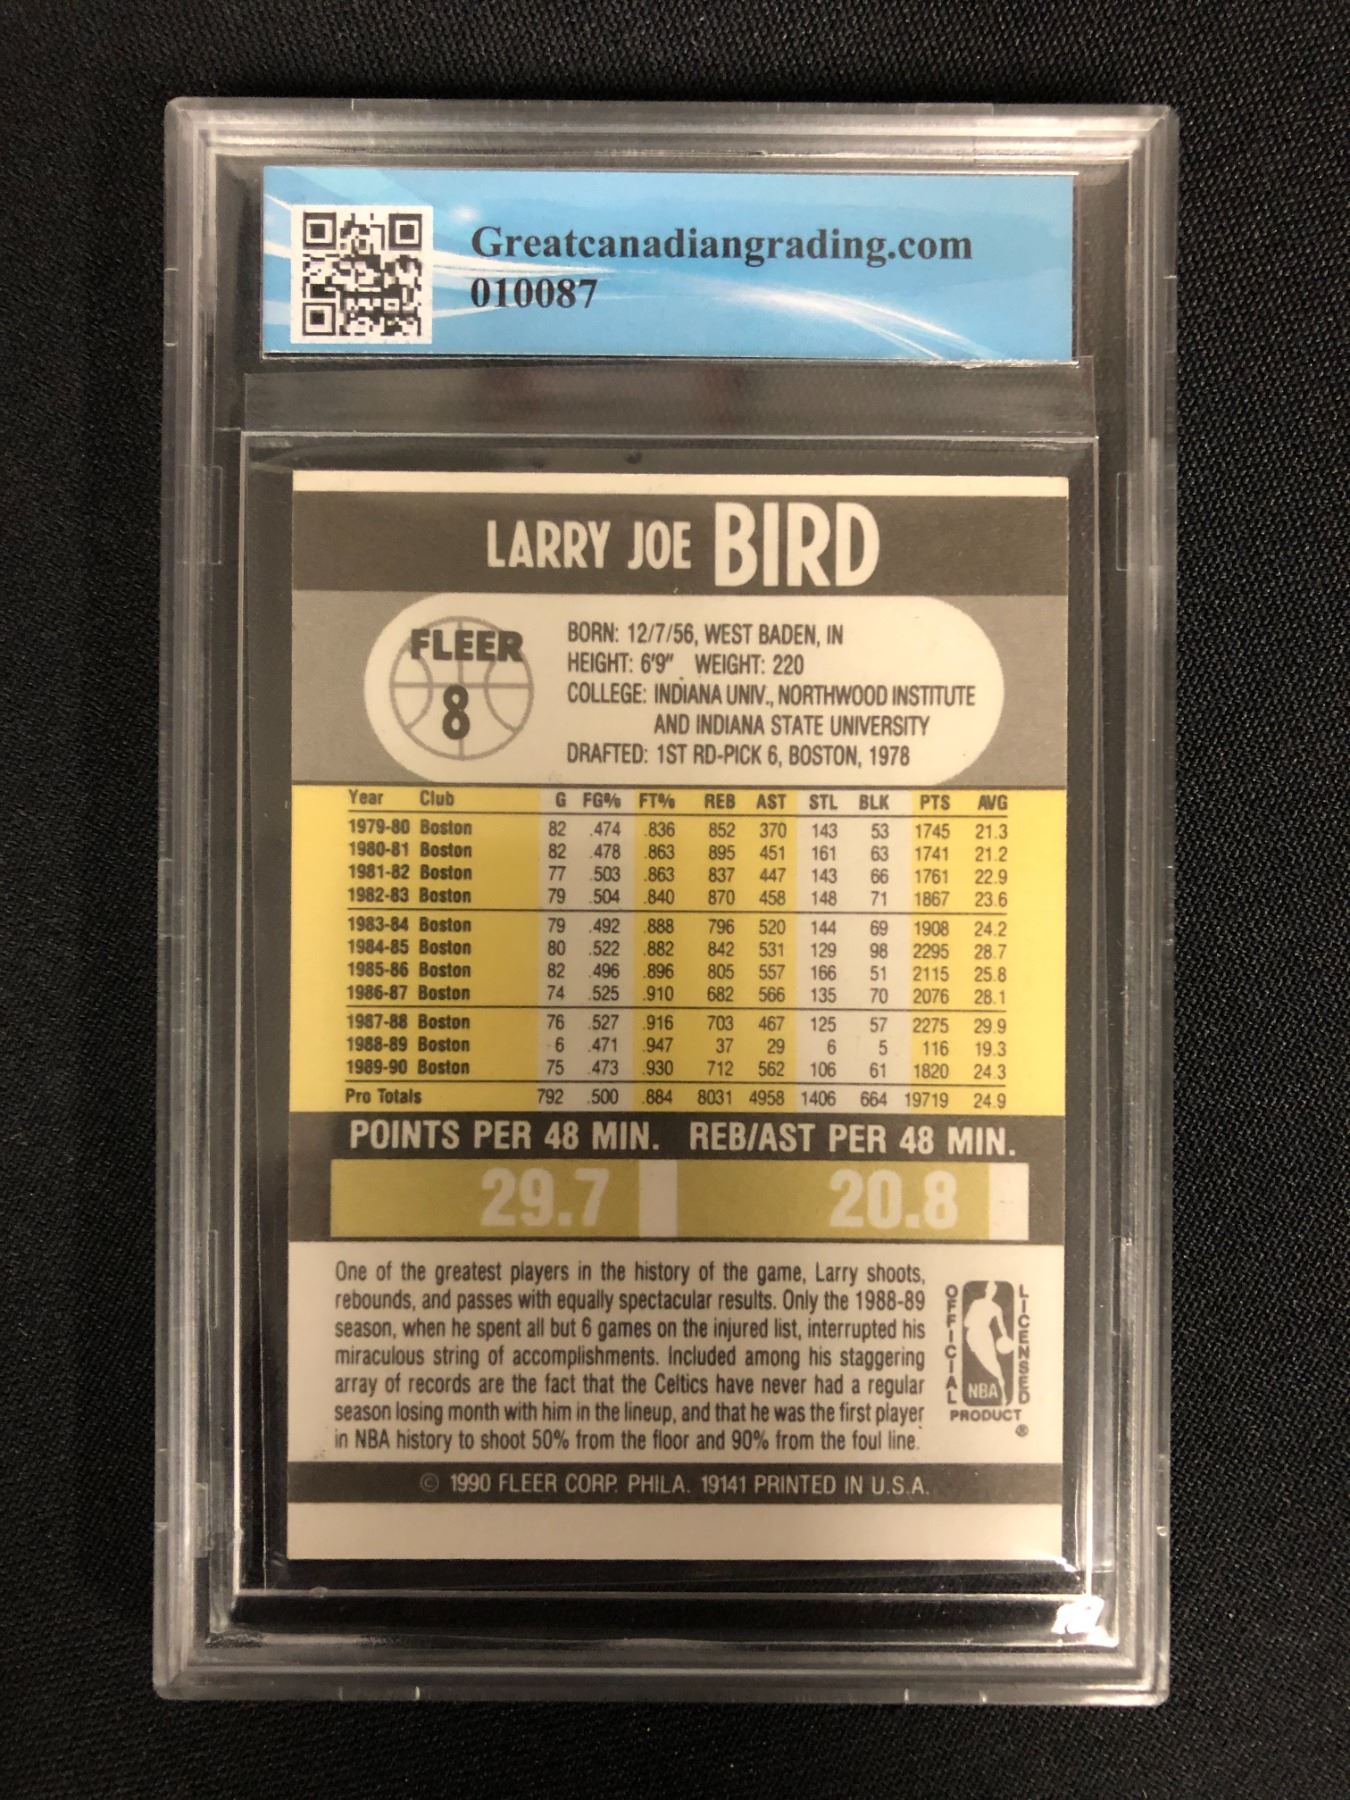 Greatcanadiangrading.com
010087
LARRY JOE BIRD
FLEER
8
BORN: 12/7/56, WEST BADEN, IN
HEIGHT: 6'9" WEIGHT: 220
COLLEGE: INDIANA UNIV., NORTHWOOD INSTITUTE
AND INDIANA STATE UNIVERSITY
DRAFTED: 1ST RD-PICK 6, BOSTON, 1978
Year Club G FG% FT% REB AST STL BLK PTS AVG
1979-80 Boston 82 .474 .836 852 370 143 53 1745 21.3
1980-81 Boston 82 .478 .863 895 451 161 63 1741 21.2
1981-82 Boston 77 .503 .863 837 447 143 66 1761 22.9
1982-83 Boston 79 .504 .840 870 458 148 71 1867 23.6
1983-84 Boston 79 .492 .888 796 520 144 69 1908 24.2
1984-85 Boston 80 .522 .882 842 531 129 98 2295 28.7
1985-86 Boston 82 .496 .896 805 557 166 51 2115 25.8
1986-87 Boston 74 .525 .910 682 566 135 70 2076 28.1
1987-88 Boston 76 .527 .916 703 467 125 57 2275 29.9
1988-89 Boston 6 .471 .947 37 29 6 5 116 19.3
1989-90 Boston 75 .473 .930 712 562 106 61 1820 24.3
Pro Totals 792 .500 .884 8031 4958 1406 664 19719 24.9
POINTS PER 48 MIN. REB/AST PER 48 MIN.
29.7 20.8
One of the greatest players in the history of the game, Larry shoots,
rebounds, and passes with equally spectacular results. Only the 1988-89
season, when he spent all but 6 games on the injured list, interrupted his
miraculous string of accomplishments. Included among his staggering
array of records are the fact that the Celtics have never had a regular
season losing month with him in the lineup, and that he was the first player
in NBA history to shoot 50% from the floor and 90% from the foul line.
OFFICIAL
LICENSED
NBA
PRODUCT
®
© 1990 FLEER CORP. PHILA. 19141 PRINTED IN U.S.A.